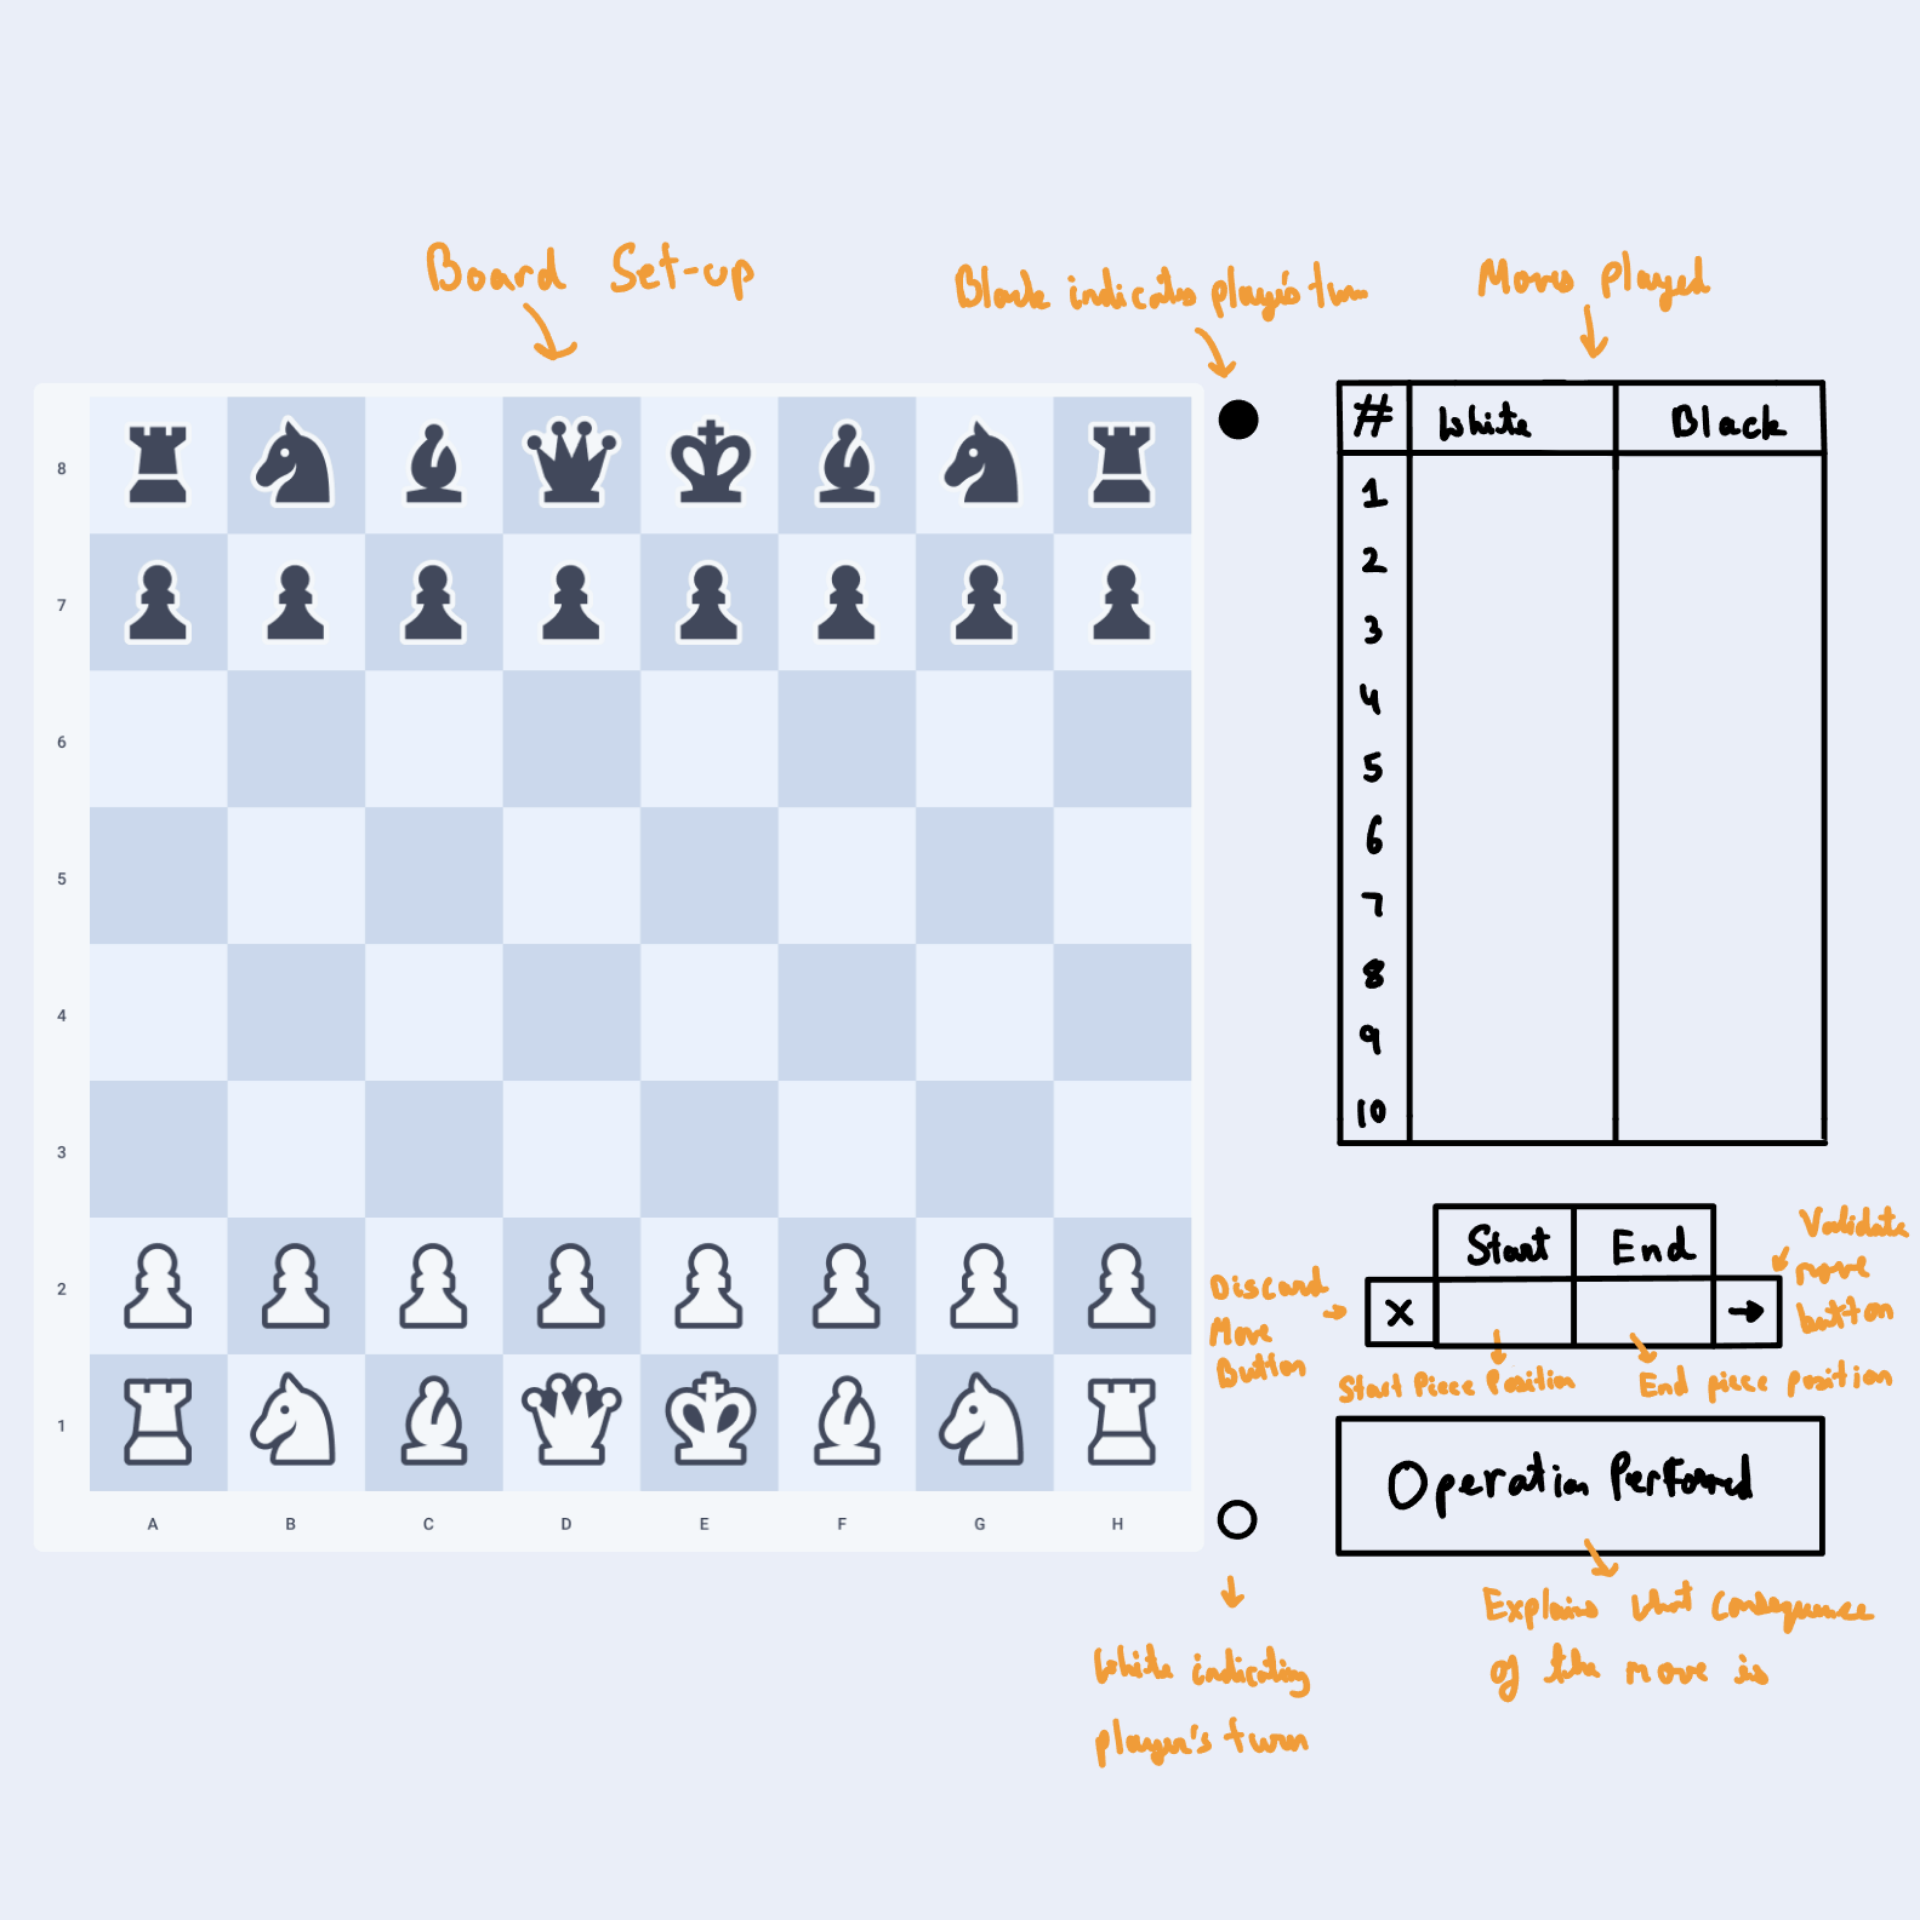 Board Set-up
Black indicates player's turn
Moves played
# White Black
1
2
3
4
5
6
7
8
9
10
8
7
6
5
4
3
2
1
A B C D E F G H
Start End
X →
Discard
Move
Button
Validate
move
button
Start Piece Position
End piece position
Operation Performed
Explains what consequence
of the move is
White indicating
player's turn